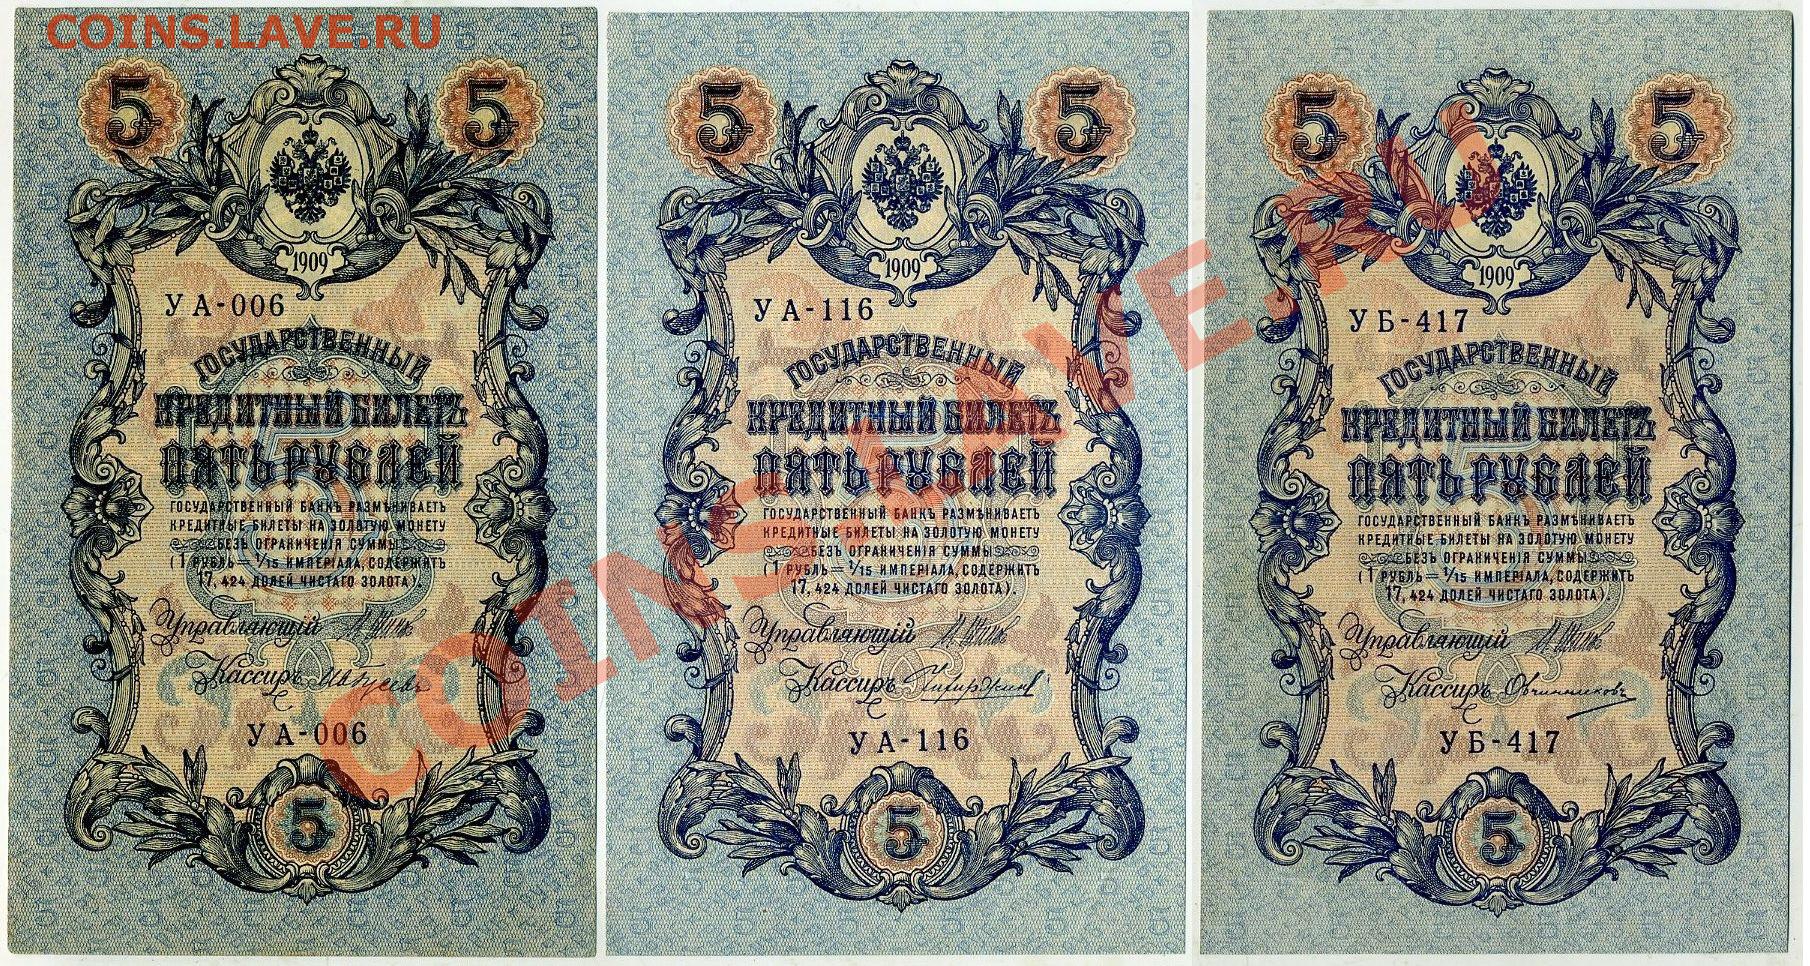 COINS.LAVE.RU
5 5
1909
УА-006
ГОСУДАРСТВЕННЫЙ
КРЕДИТНЫЙ БИЛЕТЪ
ПЯТЬ РУБЛЕЙ
ГОСУДАРСТВЕННЫЙ БАНКЪ РАЗМѢНИВАЕТЪ
КРЕДИТНЫЕ БИЛЕТЫ НА ЗОЛОТУЮ МОНЕТУ
БЕЗЪ ОГРАНИЧЕНІЯ СУММЫ
(1 РУБЛЬ = 1/15 ИМПЕРІАЛА, СОДЕРЖИТЪ
17,424 ДОЛЕЙ ЧИСТАГО ЗОЛОТА).
Управляющій
Кассиръ
УА-006
5
5 5
1909
УА-116
ГОСУДАРСТВЕННЫЙ
КРЕДИТНЫЙ БИЛЕТЪ
ПЯТЬ РУБЛЕЙ
ГОСУДАРСТВЕННЫЙ БАНКЪ РАЗМѢНИВАЕТЪ
КРЕДИТНЫЕ БИЛЕТЫ НА ЗОЛОТУЮ МОНЕТУ
БЕЗЪ ОГРАНИЧЕНІЯ СУММЫ
(1 РУБЛЬ = 1/15 ИМПЕРІАЛА, СОДЕРЖИТЪ
17,424 ДОЛЕЙ ЧИСТАГО ЗОЛОТА).
Управляющій
Кассиръ
УА-116
5
5 5
1909
УБ-417
ГОСУДАРСТВЕННЫЙ
КРЕДИТНЫЙ БИЛЕТЪ
ПЯТЬ РУБЛЕЙ
ГОСУДАРСТВЕННЫЙ БАНКЪ РАЗМѢНИВАЕТЪ
КРЕДИТНЫЕ БИЛЕТЫ НА ЗОЛОТУЮ МОНЕТУ
БЕЗЪ ОГРАНИЧЕНІЯ СУММЫ
(1 РУБЛЬ = 1/15 ИМПЕРІАЛА, СОДЕРЖИТЪ
17,424 ДОЛЕЙ ЧИСТАГО ЗОЛОТА).
Управляющій
Кассиръ Овчинниковъ
УБ-417
5
COINS.LAVE.RU